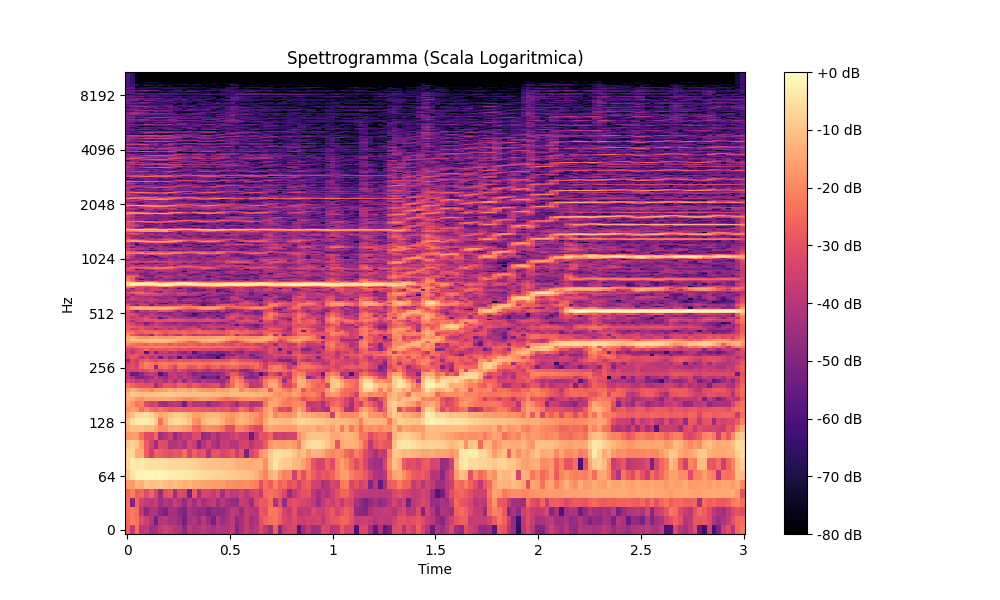 Spettrogramma (Scala Logaritmica)
Hz
8192
4096
2048
1024
512
256
128
64
0
0
0.5
1
1.5
2
2.5
3
Time
+0 dB
-10 dB
-20 dB
-30 dB
-40 dB
-50 dB
-60 dB
-70 dB
-80 dB